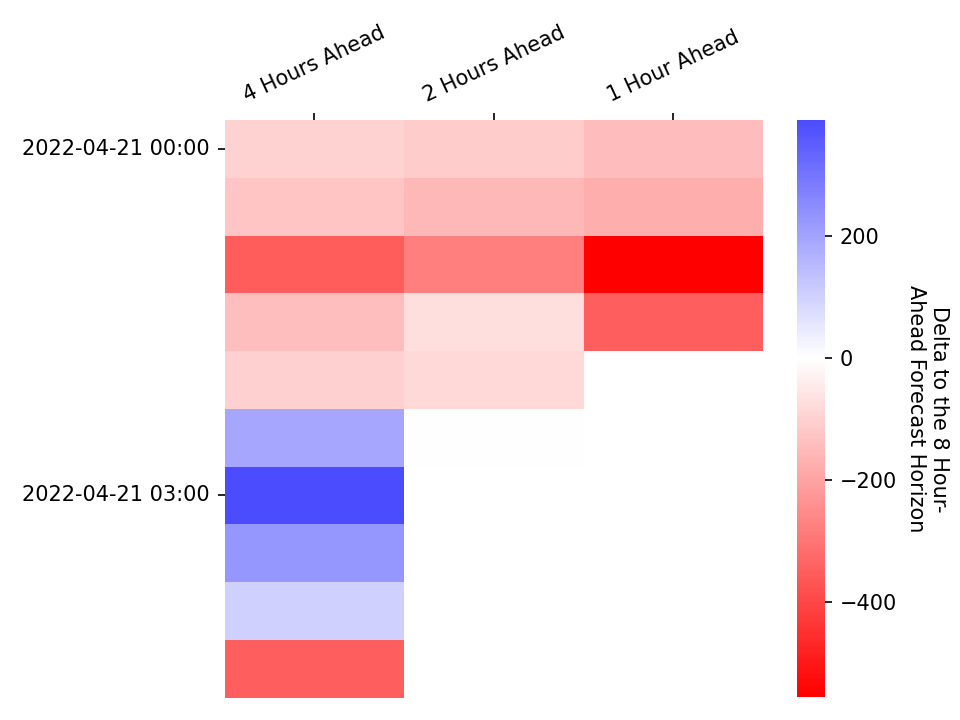 4 Hours Ahead
2 Hours Ahead
1 Hour Ahead
2022-04-21 00:00
2022-04-21 03:00
200
0
−200
−400
Delta to the 8 Hour-
Ahead Forecast Horizon